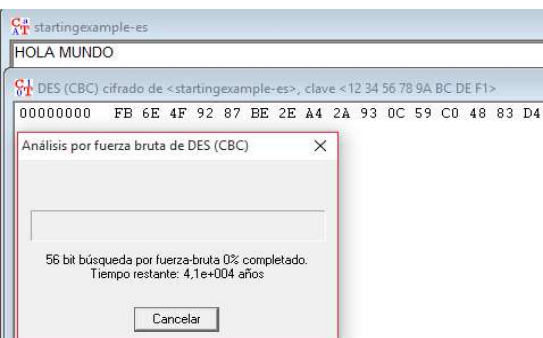 startingexample-es
HOLA MUNDO
DES (CBC) cifrado de <startingexample-es>, clave <12 34 56 78 9A BC DE F1>
00000000 FB 6E 4F 92 87 BE 2E A4 2A 93 0C 59 C0 48 83 D4
Análisis por fuerza bruta de DES (CBC)
56 bit búsqueda por fuerza-bruta 0% completado.
Tiempo restante: 4,1e+004 años
Cancelar